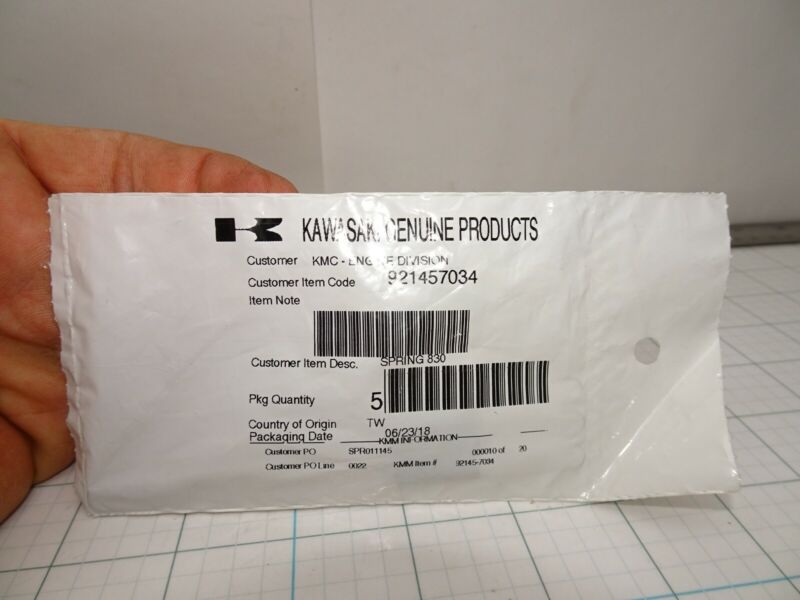 KAWASAKI GENUINE PRODUCTS
Customer KMC - ENGINE DIVISION
Customer Item Code 921457034
Item Note
Customer Item Desc. SPRING 830
Pkg Quantity 5
Country of Origin TW
Packaging Date 06/23/18
KMM INFORMATION
Customer PO SPR011145 000010 of 20
Customer PO Line 0022 KMM Item # 92145-7034